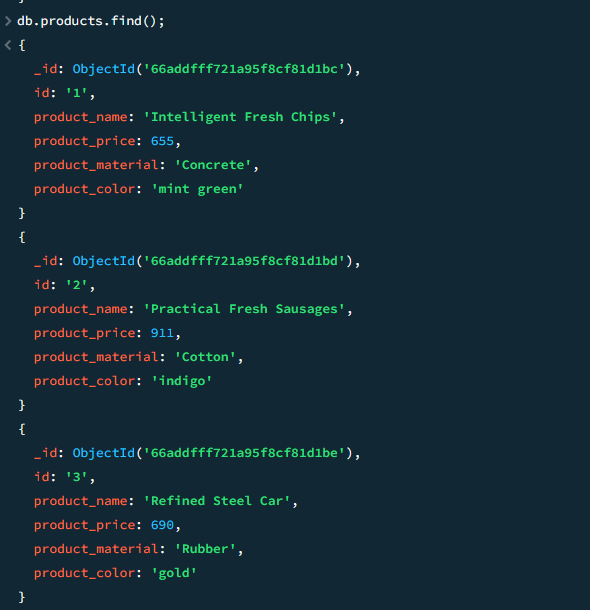 }
> db.products.find();
< {
_id: ObjectId('66addfff721a95f8cf81d1bc'),
id: '1',
product_name: 'Intelligent Fresh Chips',
product_price: 655,
product_material: 'Concrete',
product_color: 'mint green'
}
{
_id: ObjectId('66addfff721a95f8cf81d1bd'),
id: '2',
product_name: 'Practical Fresh Sausages',
product_price: 911,
product_material: 'Cotton',
product_color: 'indigo'
}
{
_id: ObjectId('66addfff721a95f8cf81d1be'),
id: '3',
product_name: 'Refined Steel Car',
product_price: 690,
product_material: 'Rubber',
product_color: 'gold'
}